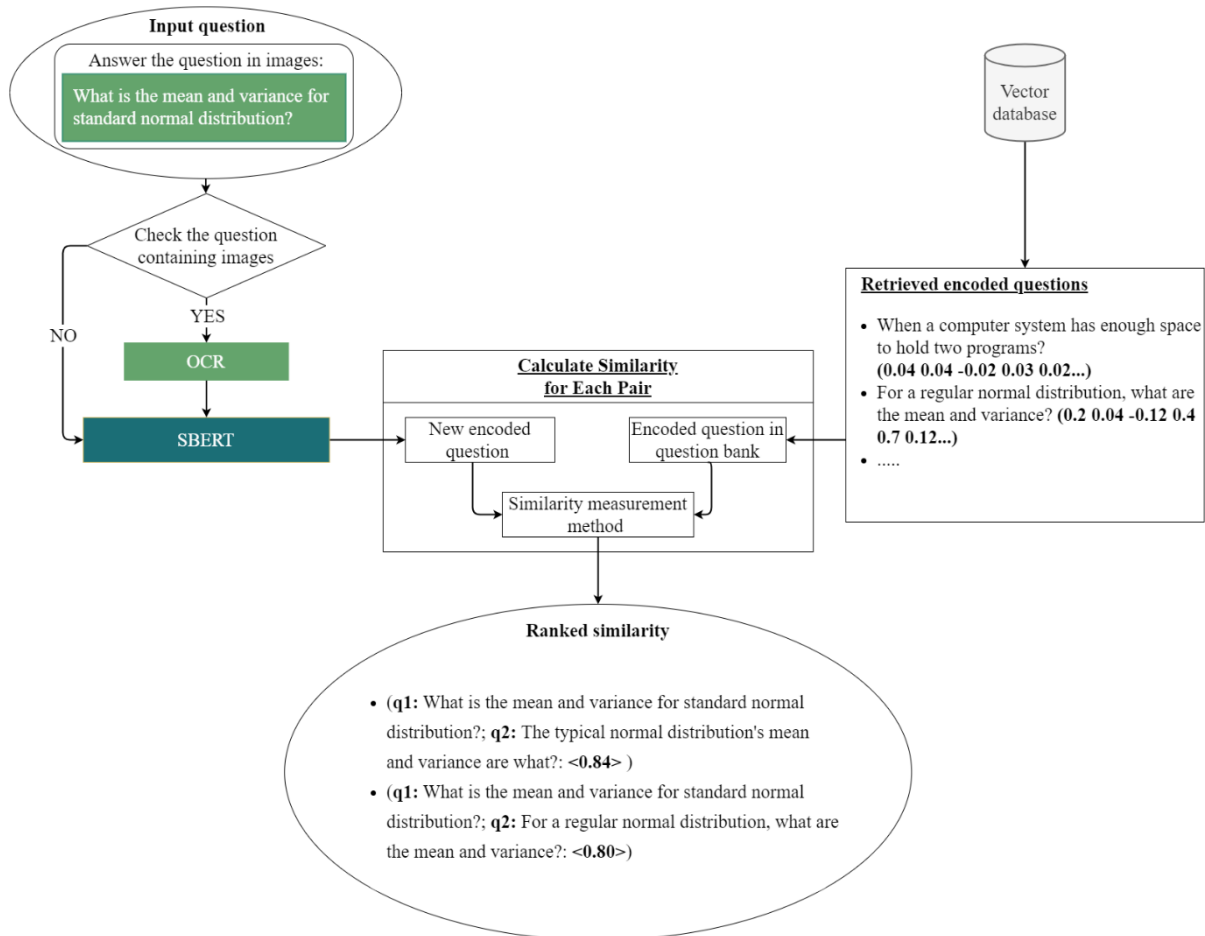 Input question
Answer the question in images:
What is the mean and variance for
standard normal distribution?
Check the question
containing images
NO
YES
OCR
SBERT
Vector
database
Retrieved encoded questions
• When a computer system has enough space
to hold two programs?
(0.04 0.04 -0.02 0.03 0.02...)
• For a regular normal distribution, what are
the mean and variance? (0.2 0.04 -0.12 0.4
0.7 0.12...)
• .....
Calculate Similarity
for Each Pair
New encoded
question
Encoded question in
question bank
Similarity measurement
method
Ranked similarity
• (q1: What is the mean and variance for standard normal
distribution?; q2: The typical normal distribution's mean
and variance are what?: <0.84> )
• (q1: What is the mean and variance for standard normal
distribution?; q2: For a regular normal distribution, what are
the mean and variance?: <0.80>)